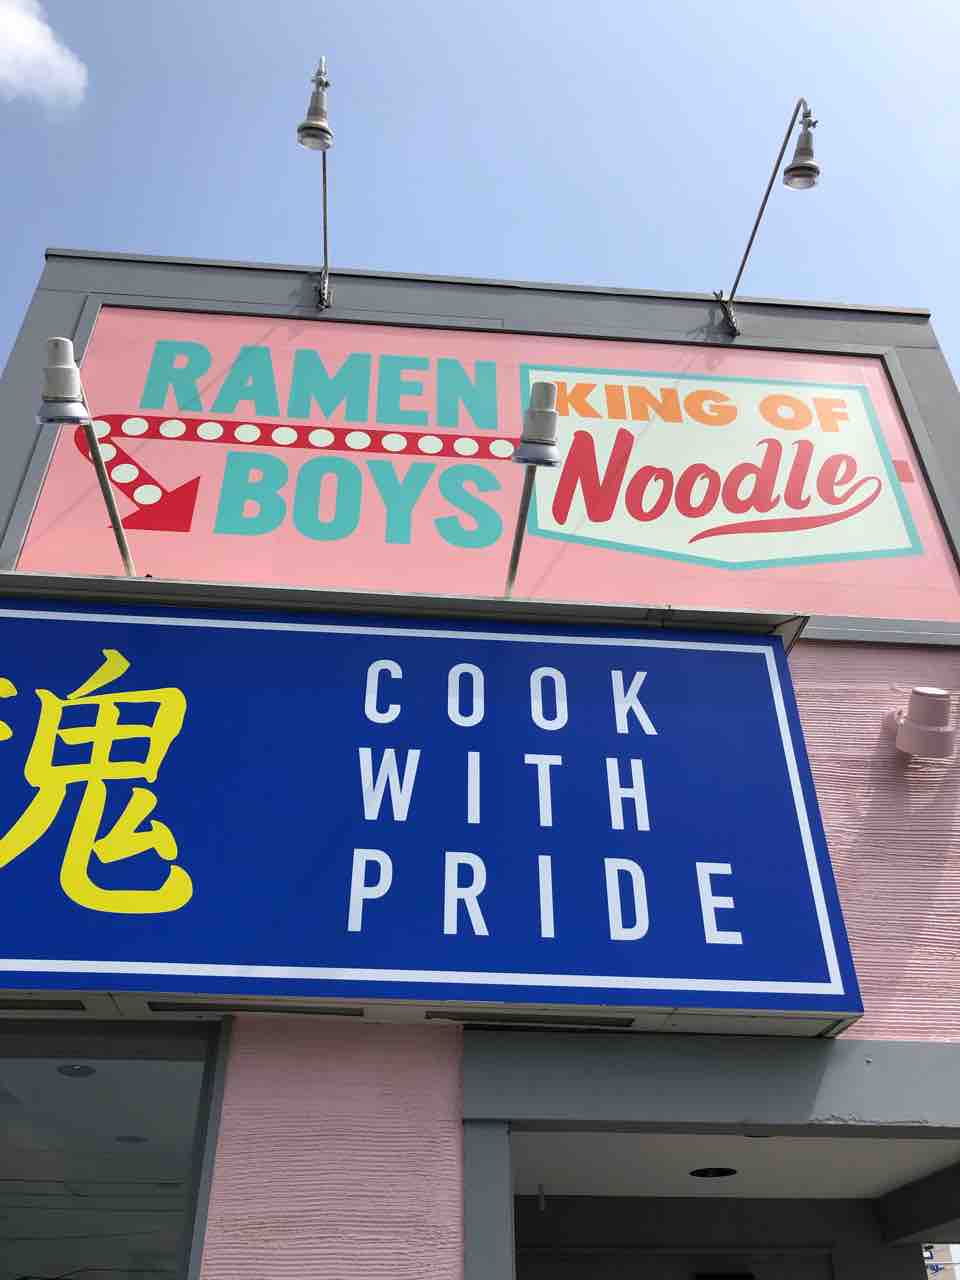 RAMEN
BOYS
KING OF
Noodle
魂
COOK
WITH
PRIDE